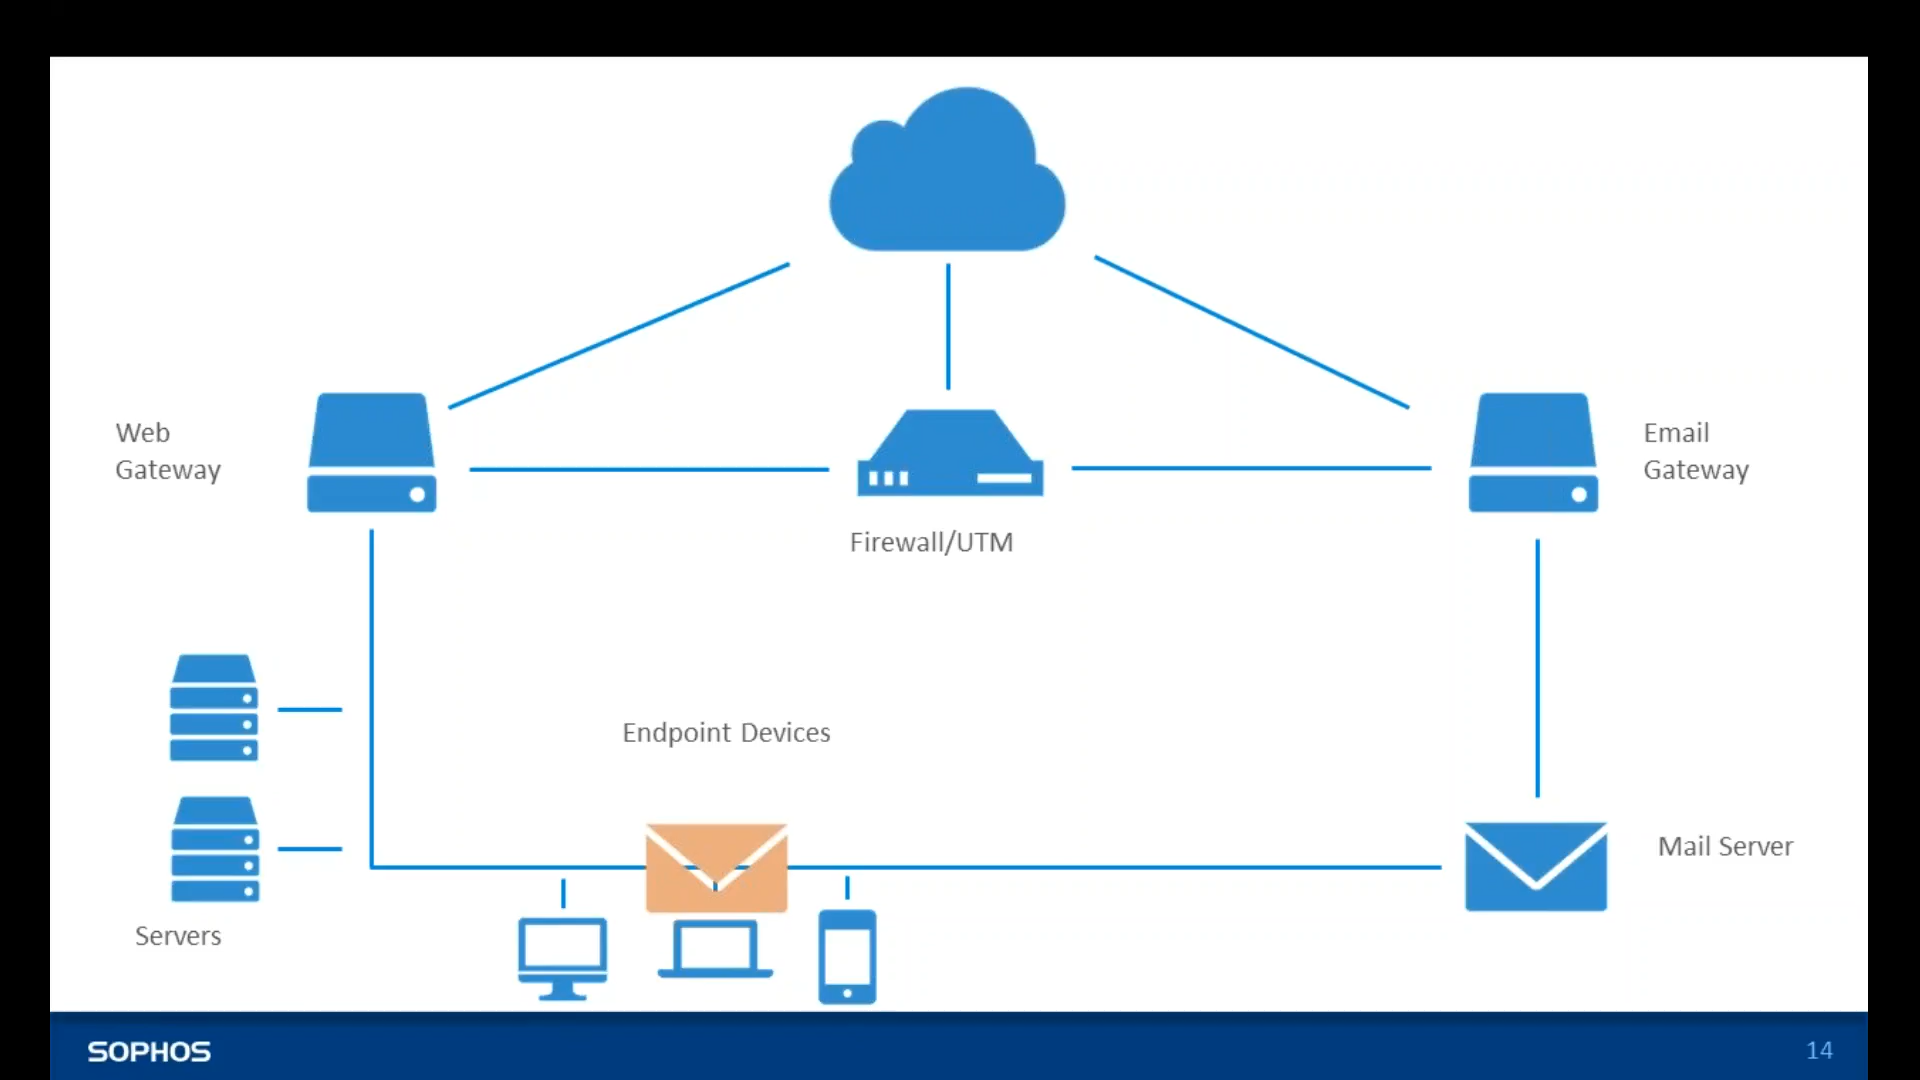 Web
Gateway
Email
Gateway
Firewall/UTM
Endpoint Devices
Mail Server
Servers
SOPHOS
14